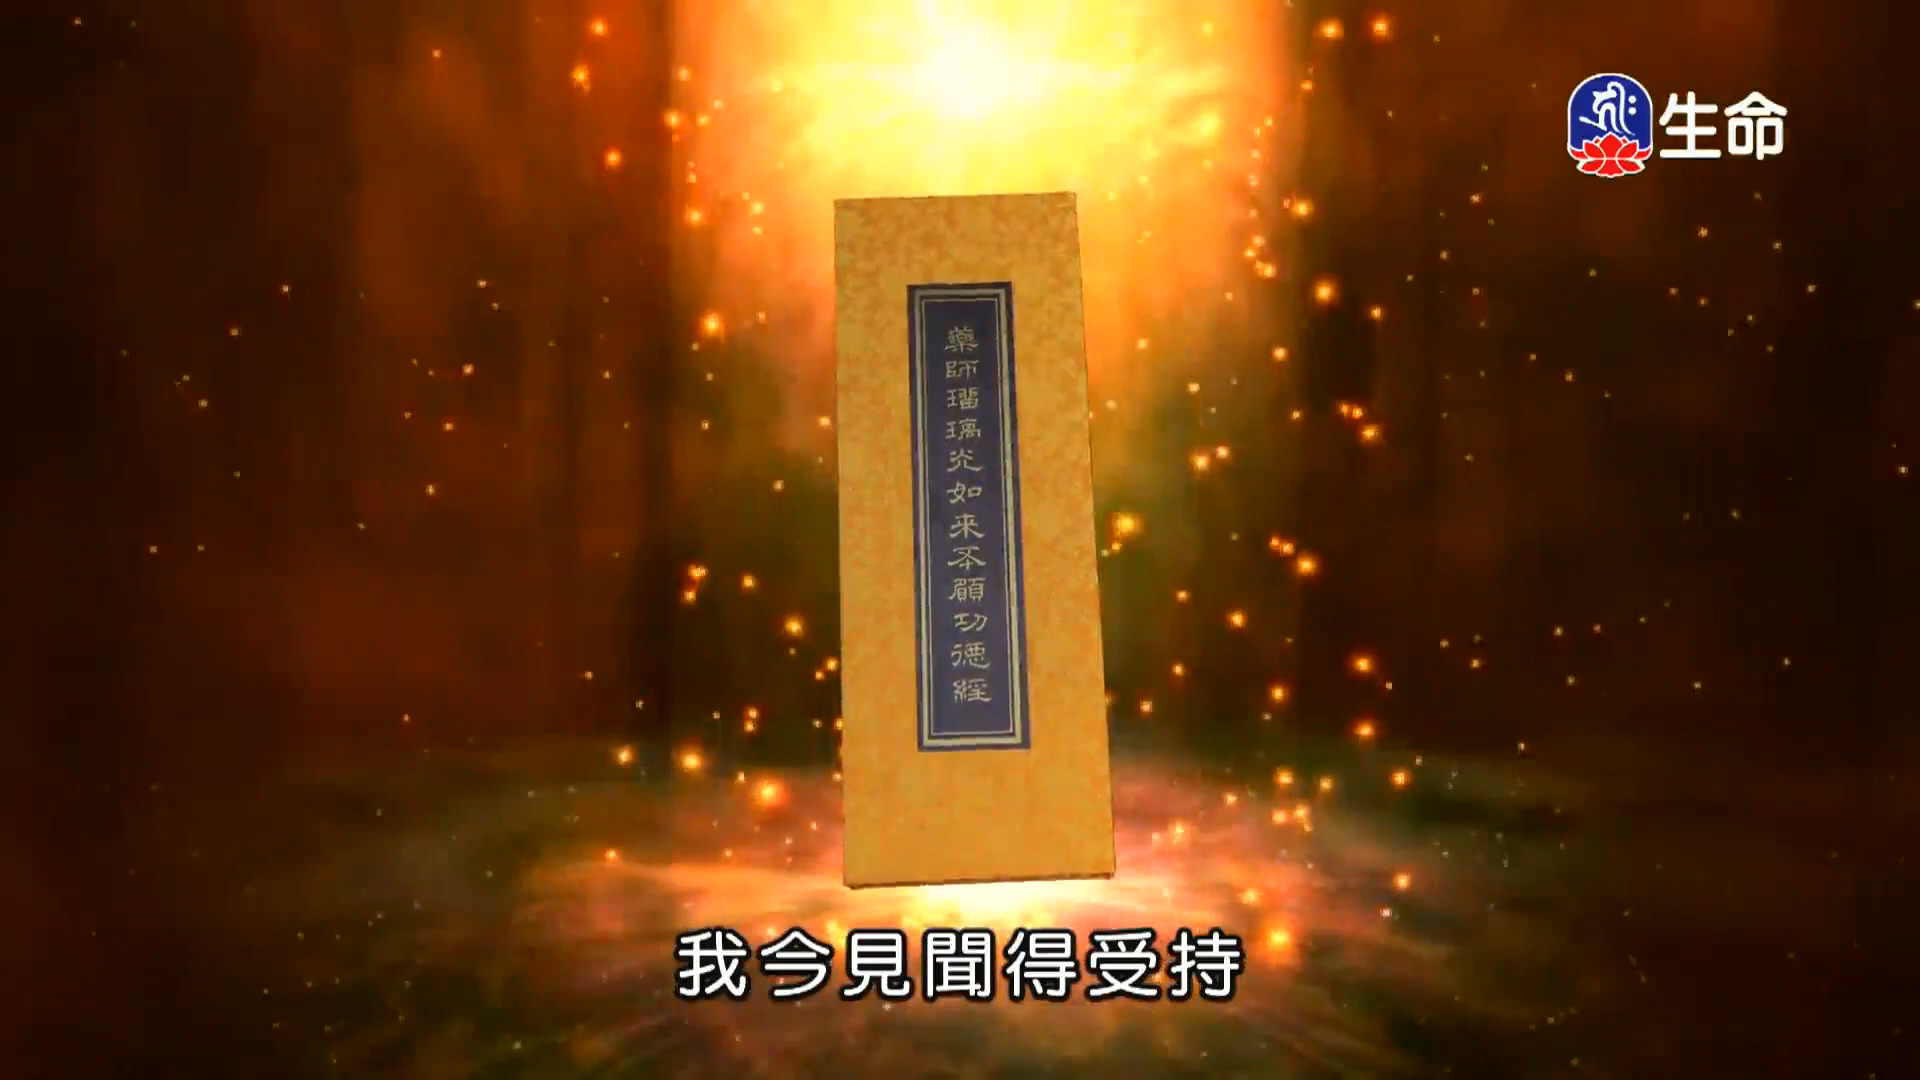 生命
藥師瑠璃光如來本願功德經
我今見聞得受持